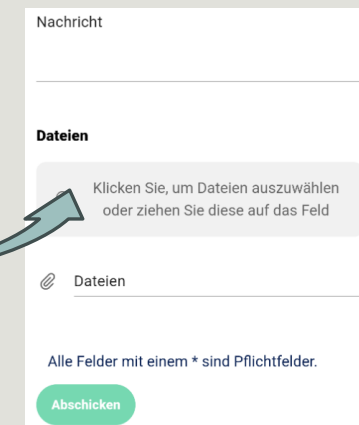 Nachricht
Dateien
Klicken Sie, um Dateien auszuwählen
oder ziehen Sie diese auf das Feld
Dateien
Alle Felder mit einem * sind Pflichtfelder.
Abschicken